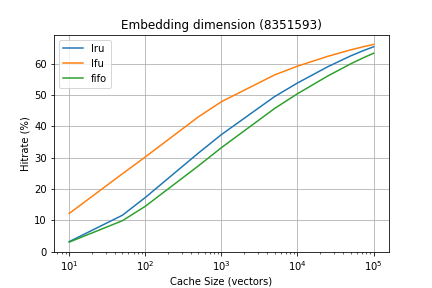 Embedding dimension (8351593)
lru
lfu
fifo
Hitrate (%)
60
50
40
30
20
10
0
10¹ 10² 10³ 10⁴ 10⁵
Cache Size (vectors)